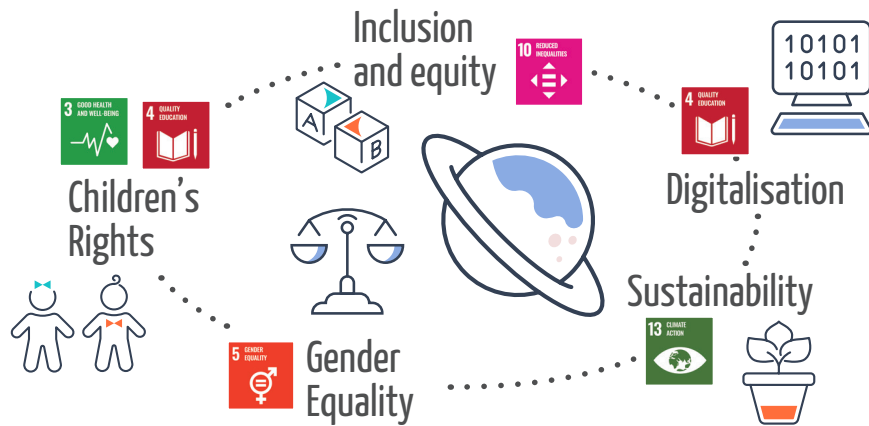 Inclusion
and equity
10 REDUCED
INEQUALITIES
10101
10101
3 GOOD HEALTH
AND WELL-BEING
4 QUALITY
EDUCATION
A
B
4 QUALITY
EDUCATION
Children's
Rights
Digitalisation
Sustainability
13 CLIMATE
ACTION
5 GENDER
EQUALITY
Gender
Equality